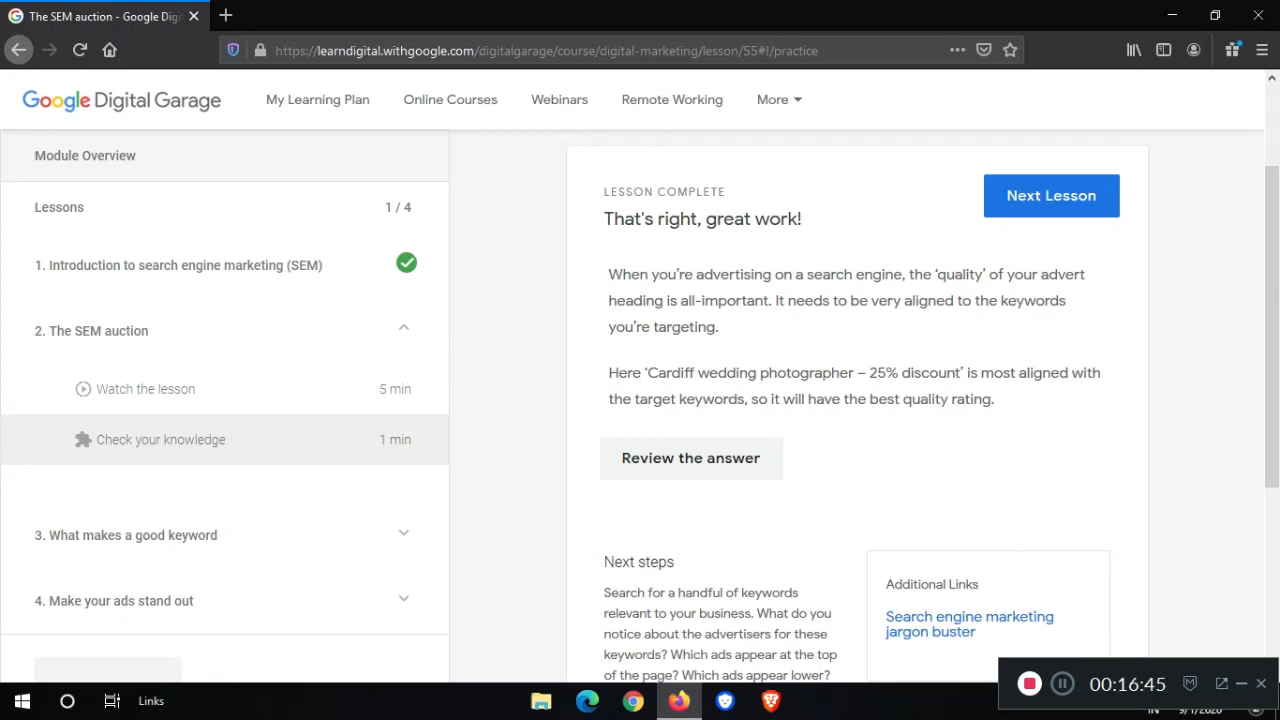 The SEM auction - Google Digi
https://learndigital.withgoogle.com/digitalgarage/course/digital-marketing/lesson/55#!/practice
Google Digital Garage
My Learning Plan
Online Courses
Webinars
Remote Working
More
Module Overview
Lessons 1 / 4
1. Introduction to search engine marketing (SEM)
2. The SEM auction
Watch the lesson 5 min
Check your knowledge 1 min
3. What makes a good keyword
4. Make your ads stand out
LESSON COMPLETE
That's right, great work!
Next Lesson
When you’re advertising on a search engine, the ‘quality’ of your advert
heading is all-important. It needs to be very aligned to the keywords
you’re targeting.
Here ‘Cardiff wedding photographer – 25% discount’ is most aligned with
the target keywords, so it will have the best quality rating.
Review the answer
Next steps
Search for a handful of keywords
relevant to your business. What do you
notice about the advertisers for these
keywords? Which ads appear at the top
of the page? Which ads appear lower?
Additional Links
Search engine marketing
jargon buster
00:16:45
Links